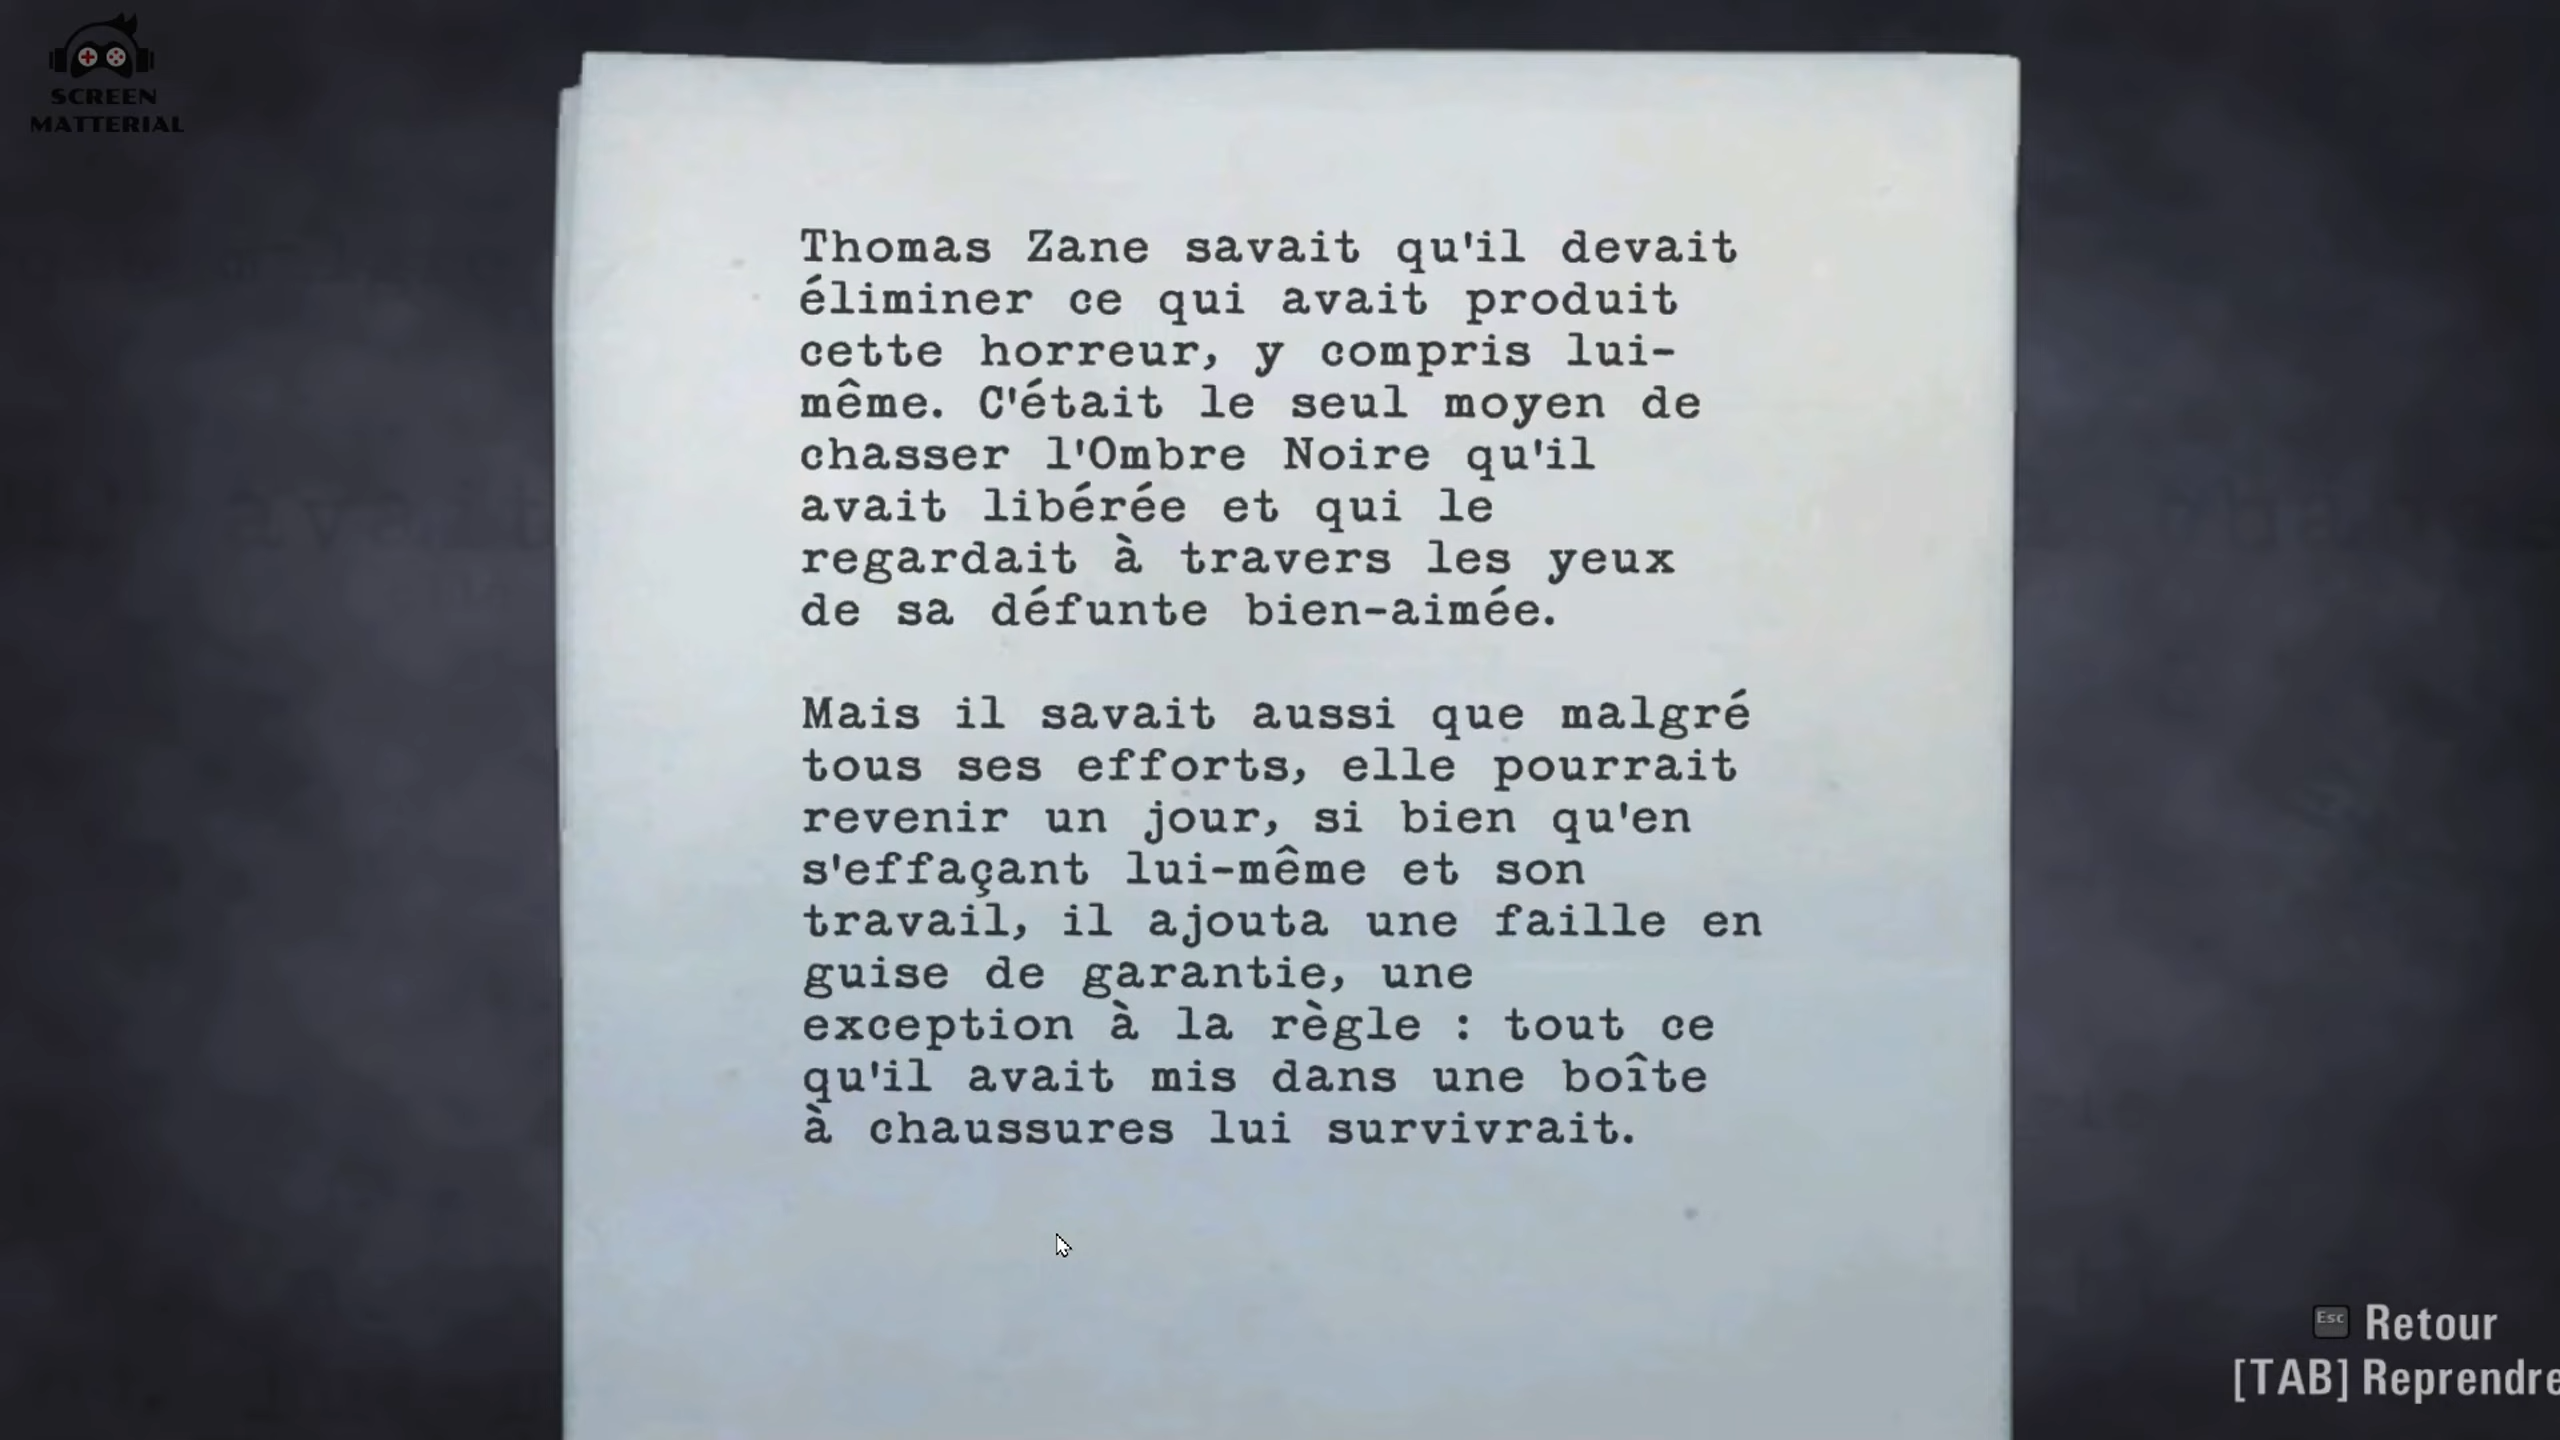 SCREEN
MATTERIAL
Thomas Zane savait qu'il devait
éliminer ce qui avait produit
cette horreur, y compris lui-
même. C'était le seul moyen de
chasser l'Ombre Noire qu'il
avait libérée et qui le
regardait à travers les yeux
de sa défunte bien-aimée.
Mais il savait aussi que malgré
tous ses efforts, elle pourrait
revenir un jour, si bien qu'en
s'effaçant lui-même et son
travail, il ajouta une faille en
guise de garantie, une
exception à la règle : tout ce
qu'il avait mis dans une boîte
à chaussures lui survivrait.
Esc Retour
[TAB] Reprendre